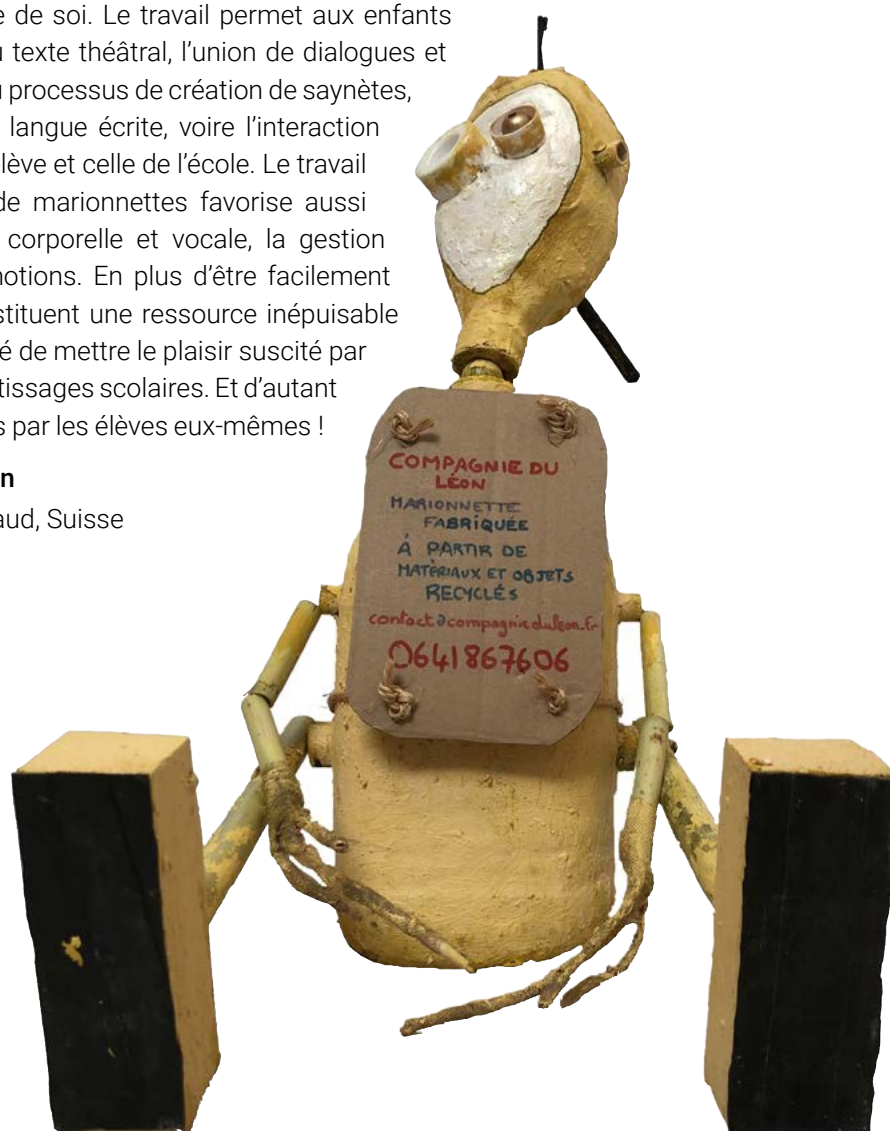 e de soi. Le travail permet aux enfants
u texte théâtral, l’union de dialogues et
u processus de création de saynètes,
langue écrite, voire l’interaction
lève et celle de l’école. Le travail
de marionnettes favorise aussi
corporelle et vocale, la gestion
motions. En plus d’être facilement
stituent une ressource inépuisable
é de mettre le plaisir suscité par
tissages scolaires. Et d’autant
s par les élèves eux-mêmes !
n
aud, Suisse
COMPAGNIE DU
LÉON
MARIONNETTE
FABRIQUÉE
À PARTIR DE
MATÉRIAUX ET OBJETS
RECYCLÉS
contact@compagnieduleon.fr
0641867606